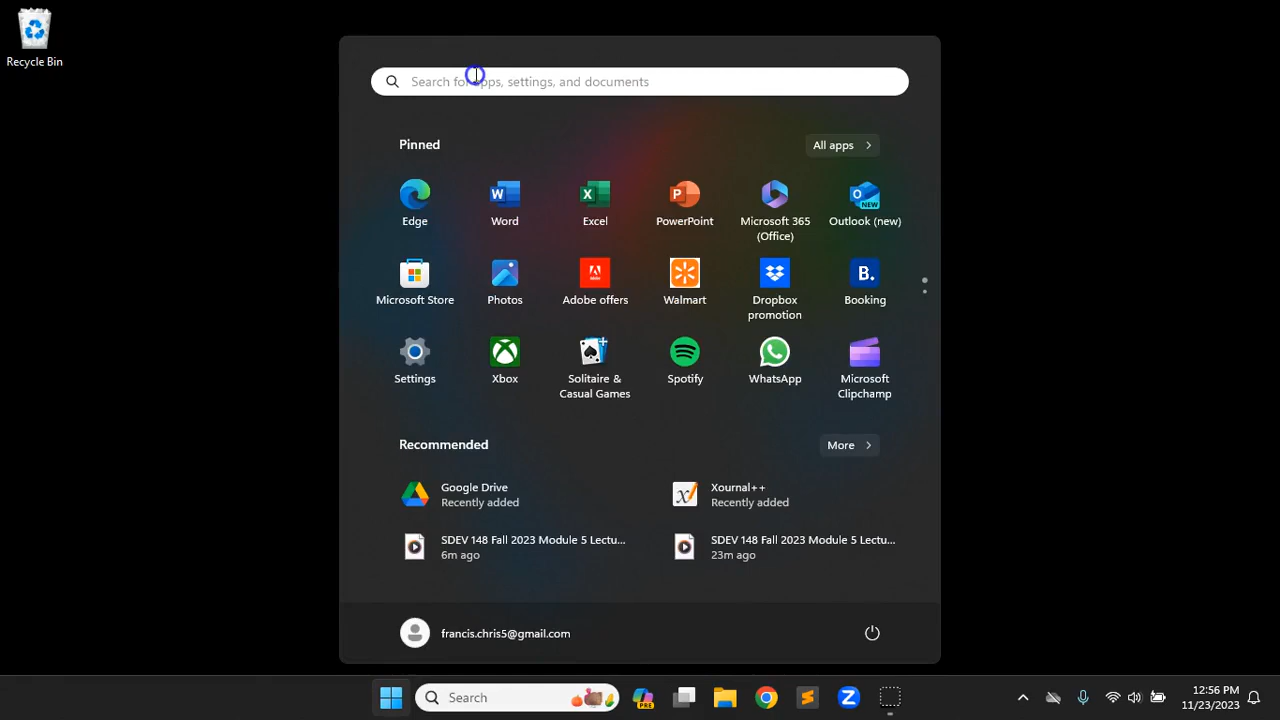 Recycle Bin
Search for apps, settings, and documents
Pinned
All apps
Edge
Word
Excel
PowerPoint
Microsoft 365
(Office)
Outlook (new)
Microsoft Store
Photos
Adobe offers
Walmart
Dropbox
promotion
Booking
Settings
Xbox
Solitaire &
Casual Games
Spotify
WhatsApp
Microsoft
Clipchamp
Recommended
More
Google Drive
Recently added
Xournal++
Recently added
SDEV 148 Fall 2023 Module 5 Lectu...
6m ago
SDEV 148 Fall 2023 Module 5 Lectu...
23m ago
francis.chris5@gmail.com
Search
PRE
12:56 PM
11/23/2023